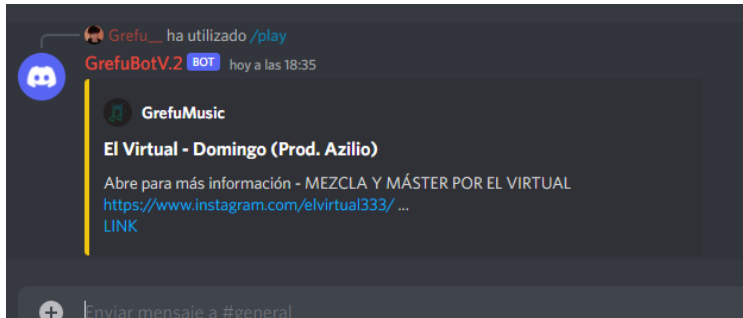 Grefu__ ha utilizado /play
GrefuBotV.2 BOT hoy a las 18:35
GrefuMusic
El Virtual - Domingo (Prod. Azilio)
Abre para más información - MEZCLA Y MÁSTER POR EL VIRTUAL
https://www.instagram.com/elvirtual333/ ...
LINK
Enviar mensaje a #general